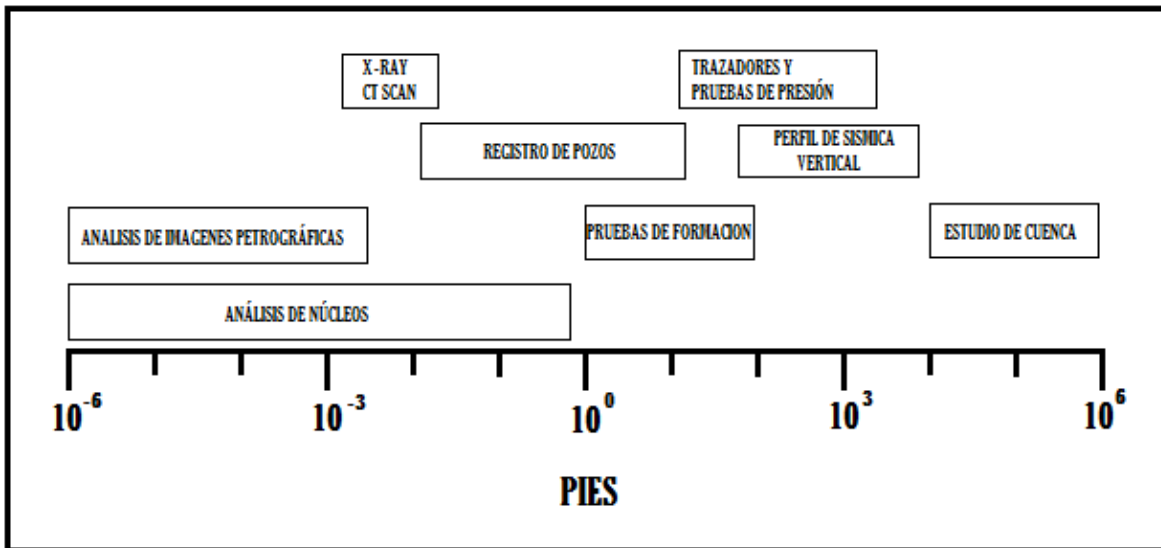 X-RAY
CT SCAN
TRAZADORES Y
PRUEBAS DE PRESIÓN
REGISTRO DE POZOS
PERFIL DE SISMICA
VERTICAL
ANALISIS DE IMAGENES PETROGRÁFICAS
PRUEBAS DE FORMACION
ESTUDIO DE CUENCA
ANÁLISIS DE NÚCLEOS
10⁻⁶ 10⁻³ 10⁰ 10³ 10⁶
PIES